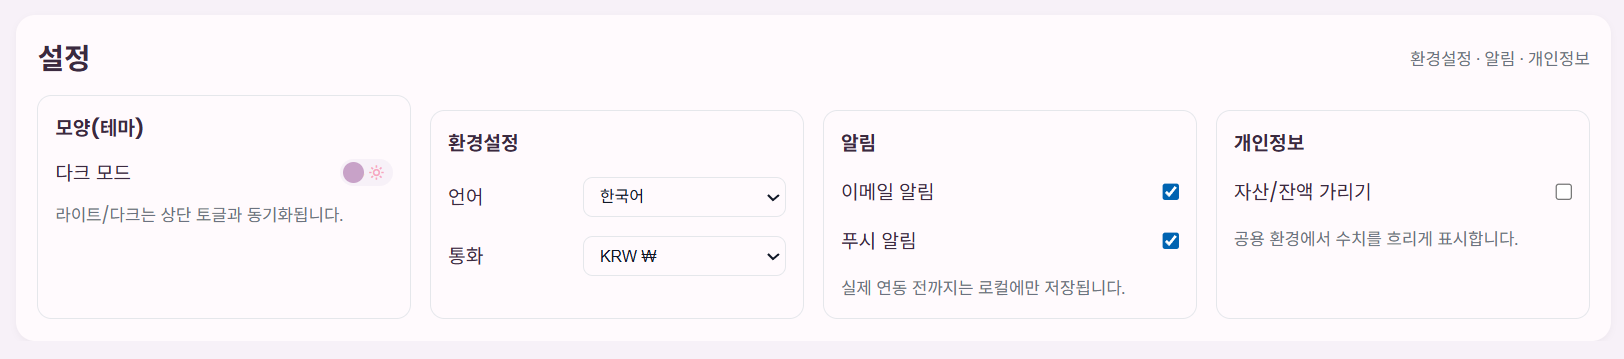 설정
환경설정 · 알림 · 개인정보
모양(테마)
다크 모드
라이트/다크는 상단 토글과 동기화됩니다.
환경설정
언어
한국어
통화
KRW ₩
알림
이메일 알림
푸시 알림
실제 연동 전까지는 로컬에만 저장됩니다.
개인정보
자산/잔액 가리기
공용 환경에서 수치를 흐리게 표시합니다.